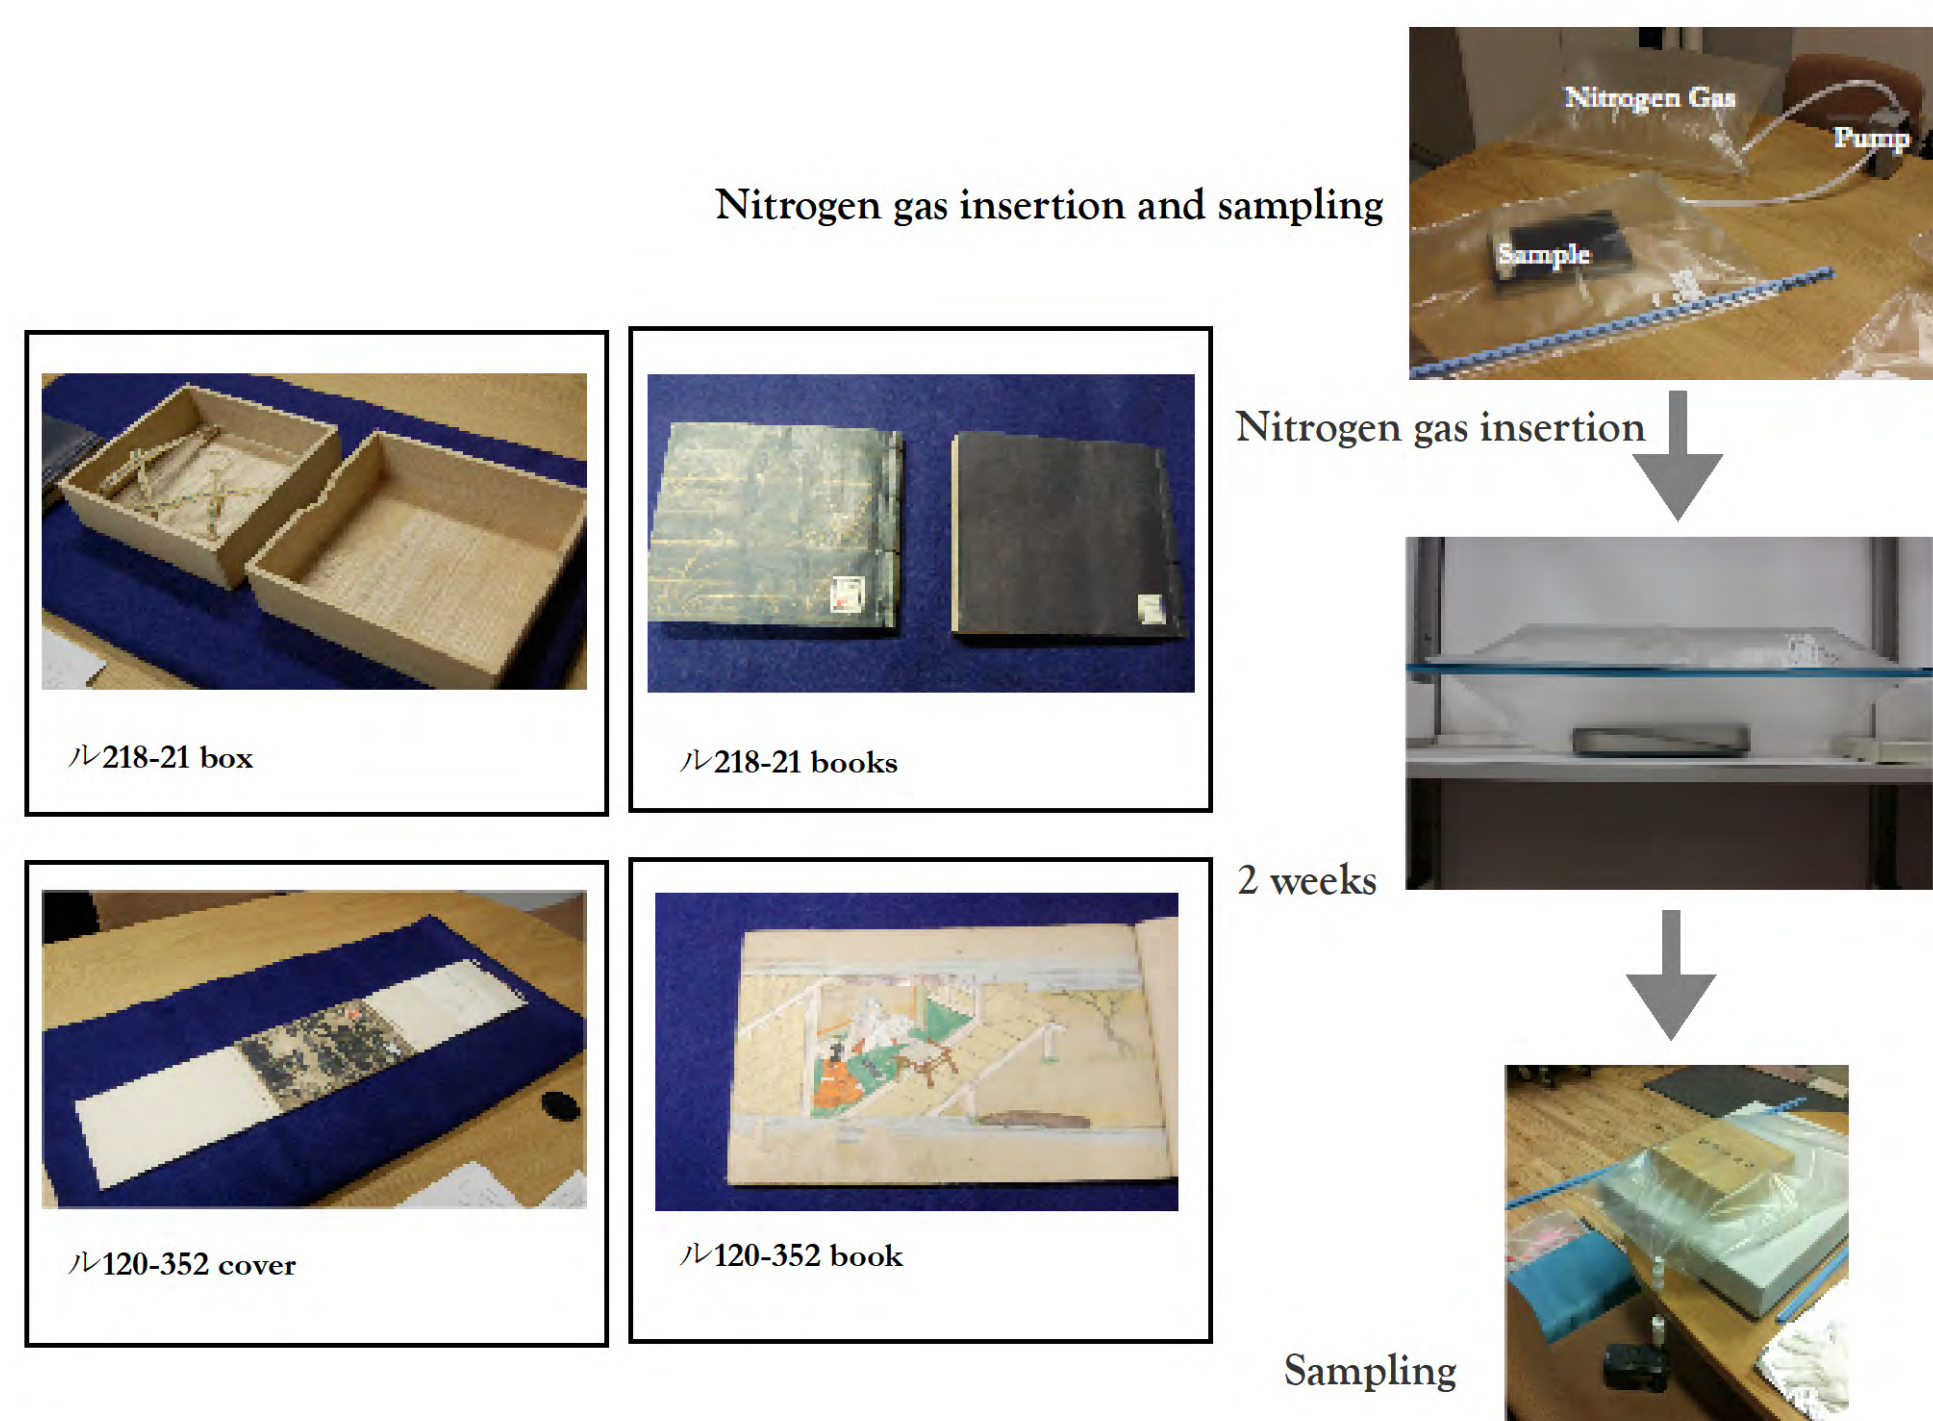 Nitrogen gas insertion and sampling
Nitrogen Gas
Pump
Sample
Nitrogen gas insertion
2 weeks
Sampling
ル218-21 box
ル218-21 books
ル120-352 cover
ル120-352 book